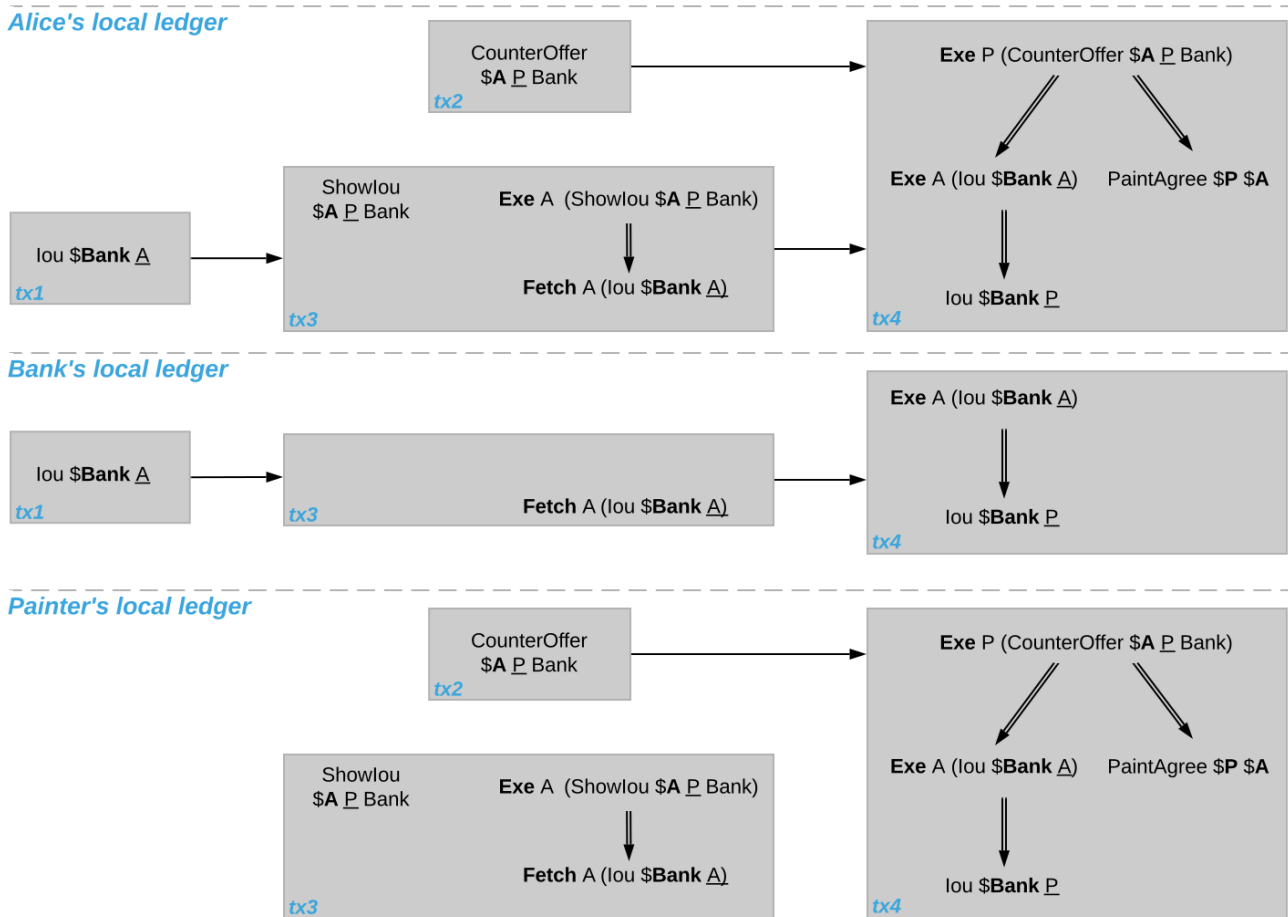 Alice's local ledger
CounterOffer
$A P Bank
tx2
Exe P (CounterOffer $A P Bank)
Exe A (Iou $Bank A)
PaintAgree $P $A
Iou $Bank P
tx4
ShowIou
$A P Bank
Exe A (ShowIou $A P Bank)
Fetch A (Iou $Bank A)
tx3
Iou $Bank A
tx1
Bank's local ledger
Iou $Bank A
tx1
Fetch A (Iou $Bank A)
tx3
Exe A (Iou $Bank A)
Iou $Bank P
tx4
Painter's local ledger
CounterOffer
$A P Bank
tx2
Exe P (CounterOffer $A P Bank)
Exe A (Iou $Bank A)
PaintAgree $P $A
Iou $Bank P
tx4
ShowIou
$A P Bank
Exe A (ShowIou $A P Bank)
Fetch A (Iou $Bank A)
tx3